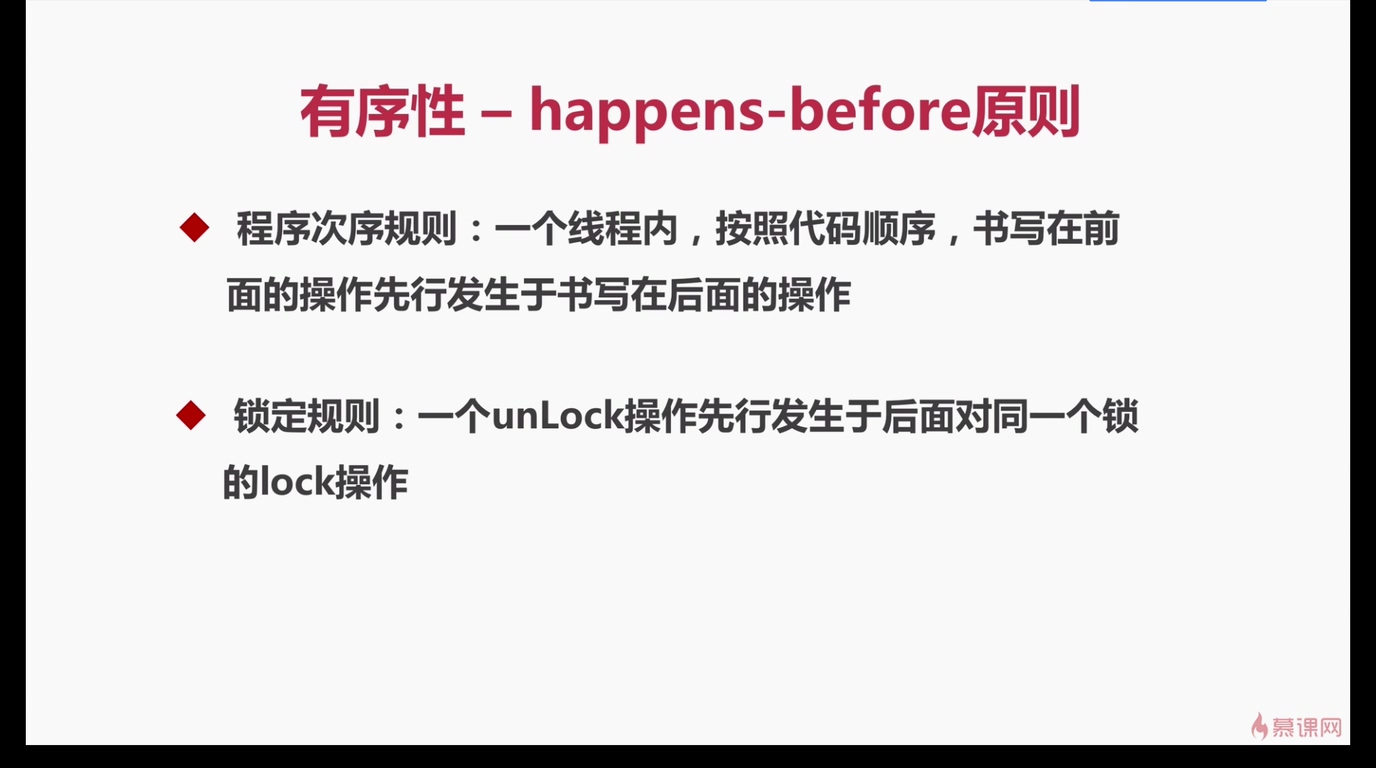 有序性 – happens-before原则
程序次序规则：一个线程内，按照代码顺序，书写在前
面的操作先行发生于书写在后面的操作
锁定规则：一个unLock操作先行发生于后面对同一个锁
的lock操作
慕课网